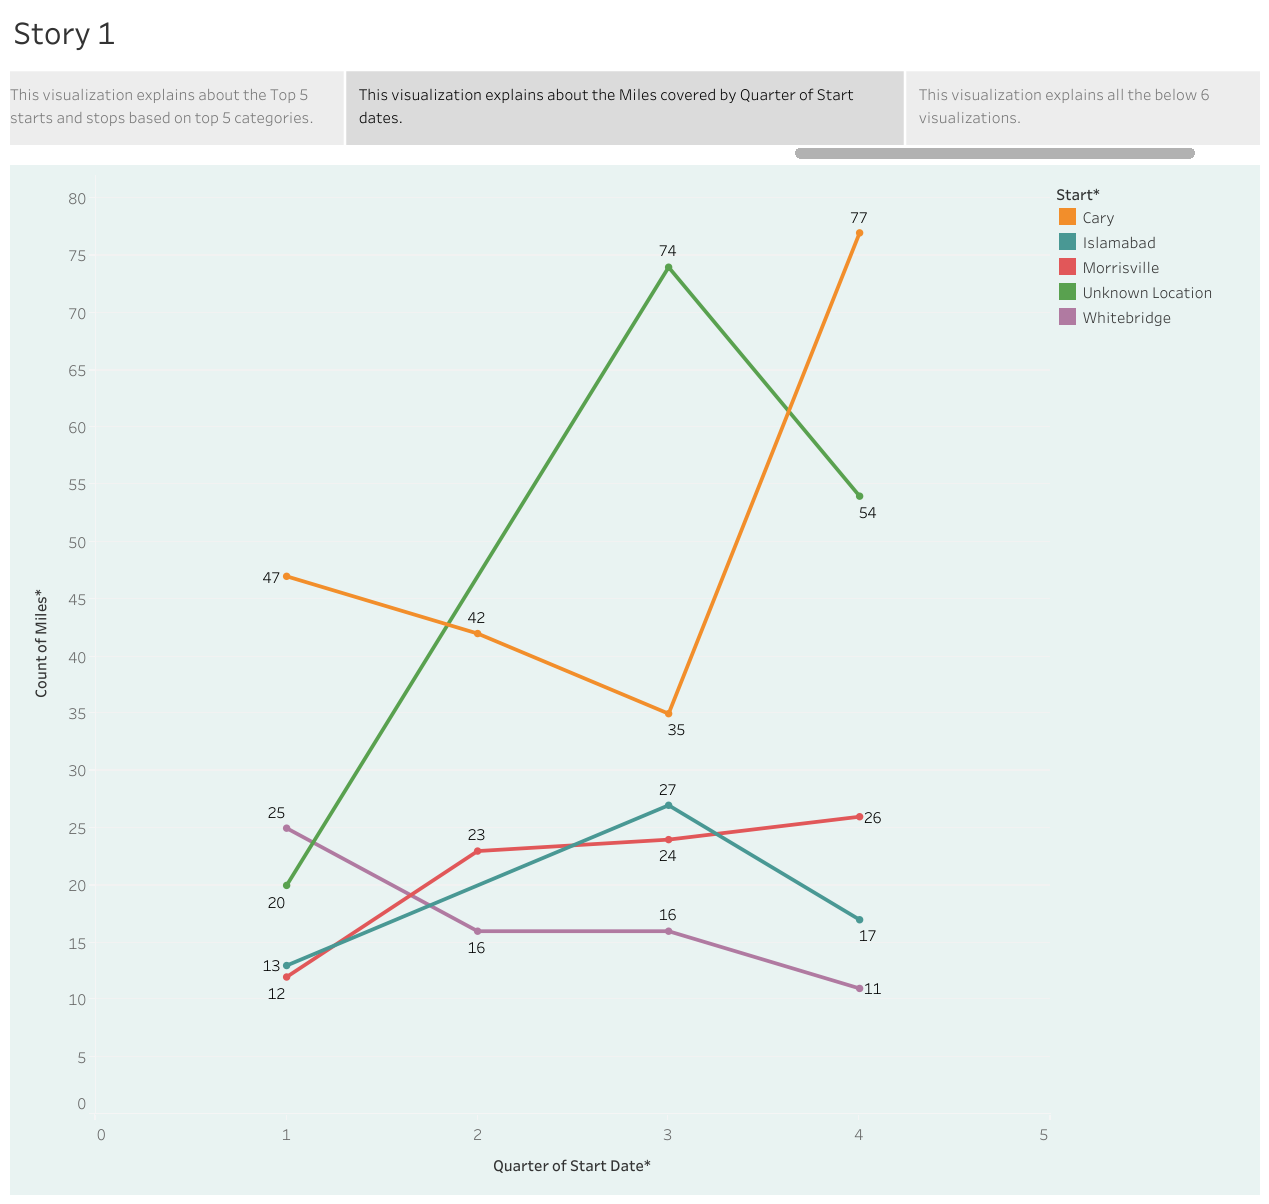 Story 1
This visualization explains about the Top 5
starts and stops based on top 5 categories.
This visualization explains about the Miles covered by Quarter of Start
dates.
This visualization explains all the below 6
visualizations.
Start*
Cary
Islamabad
Morrisville
Unknown Location
Whitebridge
Count of Miles*
80
75
70
65
60
55
50
45
40
35
30
25
20
15
10
5
0
77
74
54
47
42
35
27
26
25
23
24
20
17
16
16
13
12
11
0
1
2
3
4
5
Quarter of Start Date*